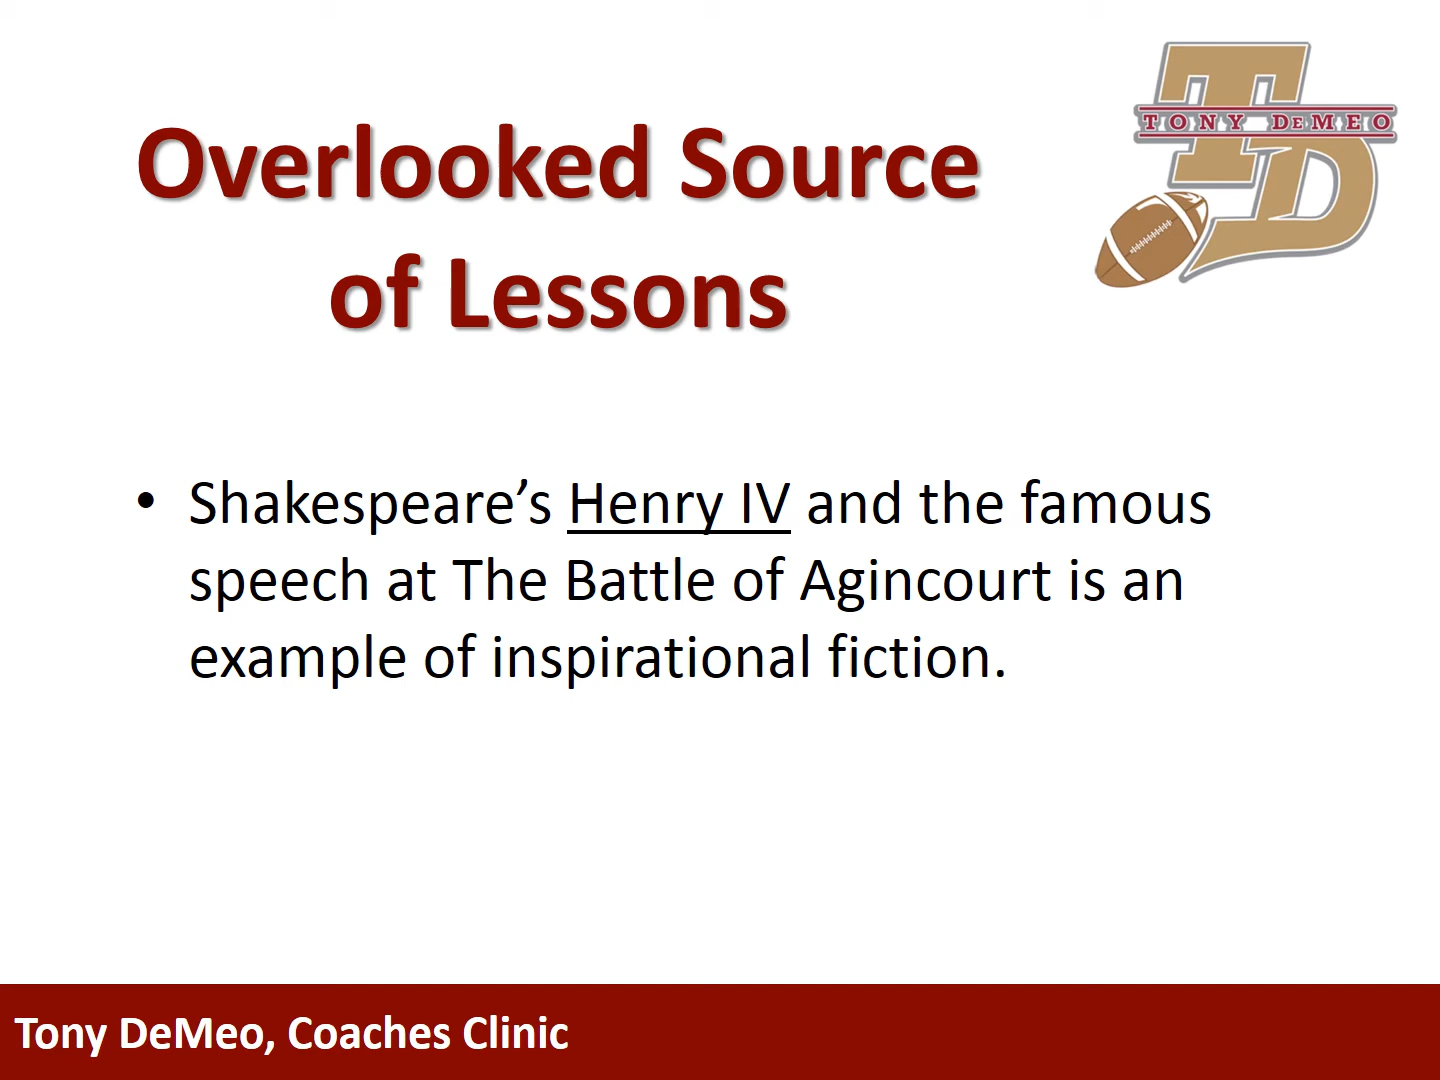 TONY DEMEO
Overlooked Source
of Lessons
• Shakespeare’s Henry IV and the famous
speech at The Battle of Agincourt is an
example of inspirational fiction.
Tony DeMeo, Coaches Clinic
TD